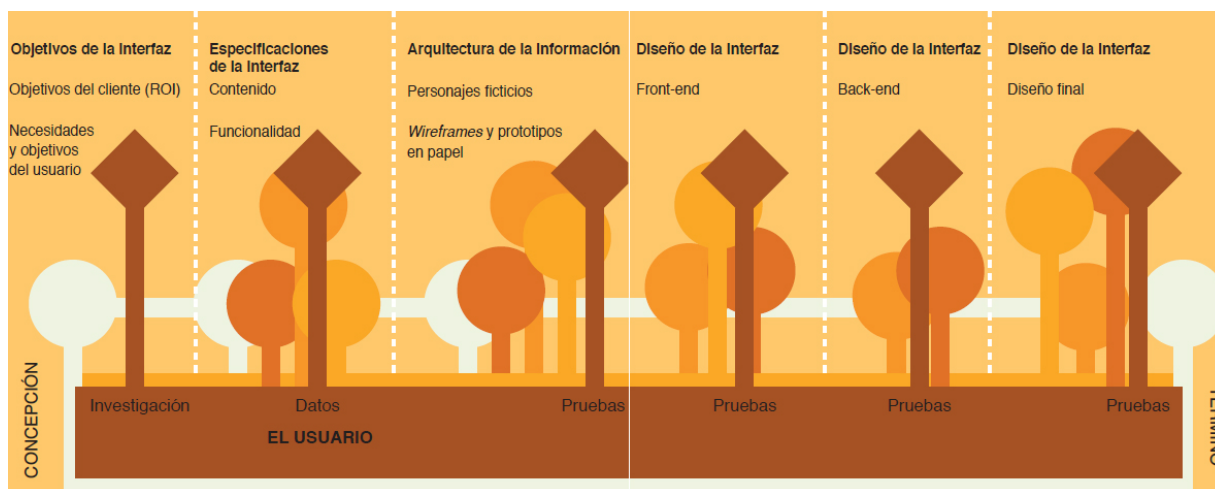 Objetivos de la Interfaz
Objetivos del cliente (ROI)
Necesidades
y objetivos
del usuario
Especificaciones
de la Interfaz
Contenido
Funcionalidad
Arquitectura de la Información
Personajes ficticios
Wireframes y prototipos
en papel
Diseño de la Interfaz
Front-end
Diseño de la Interfaz
Back-end
Diseño de la Interfaz
Diseño final
CONCEPCIÓN
Investigación
Datos
Pruebas
Pruebas
Pruebas
Pruebas
EL USUARIO
TÉRMINO